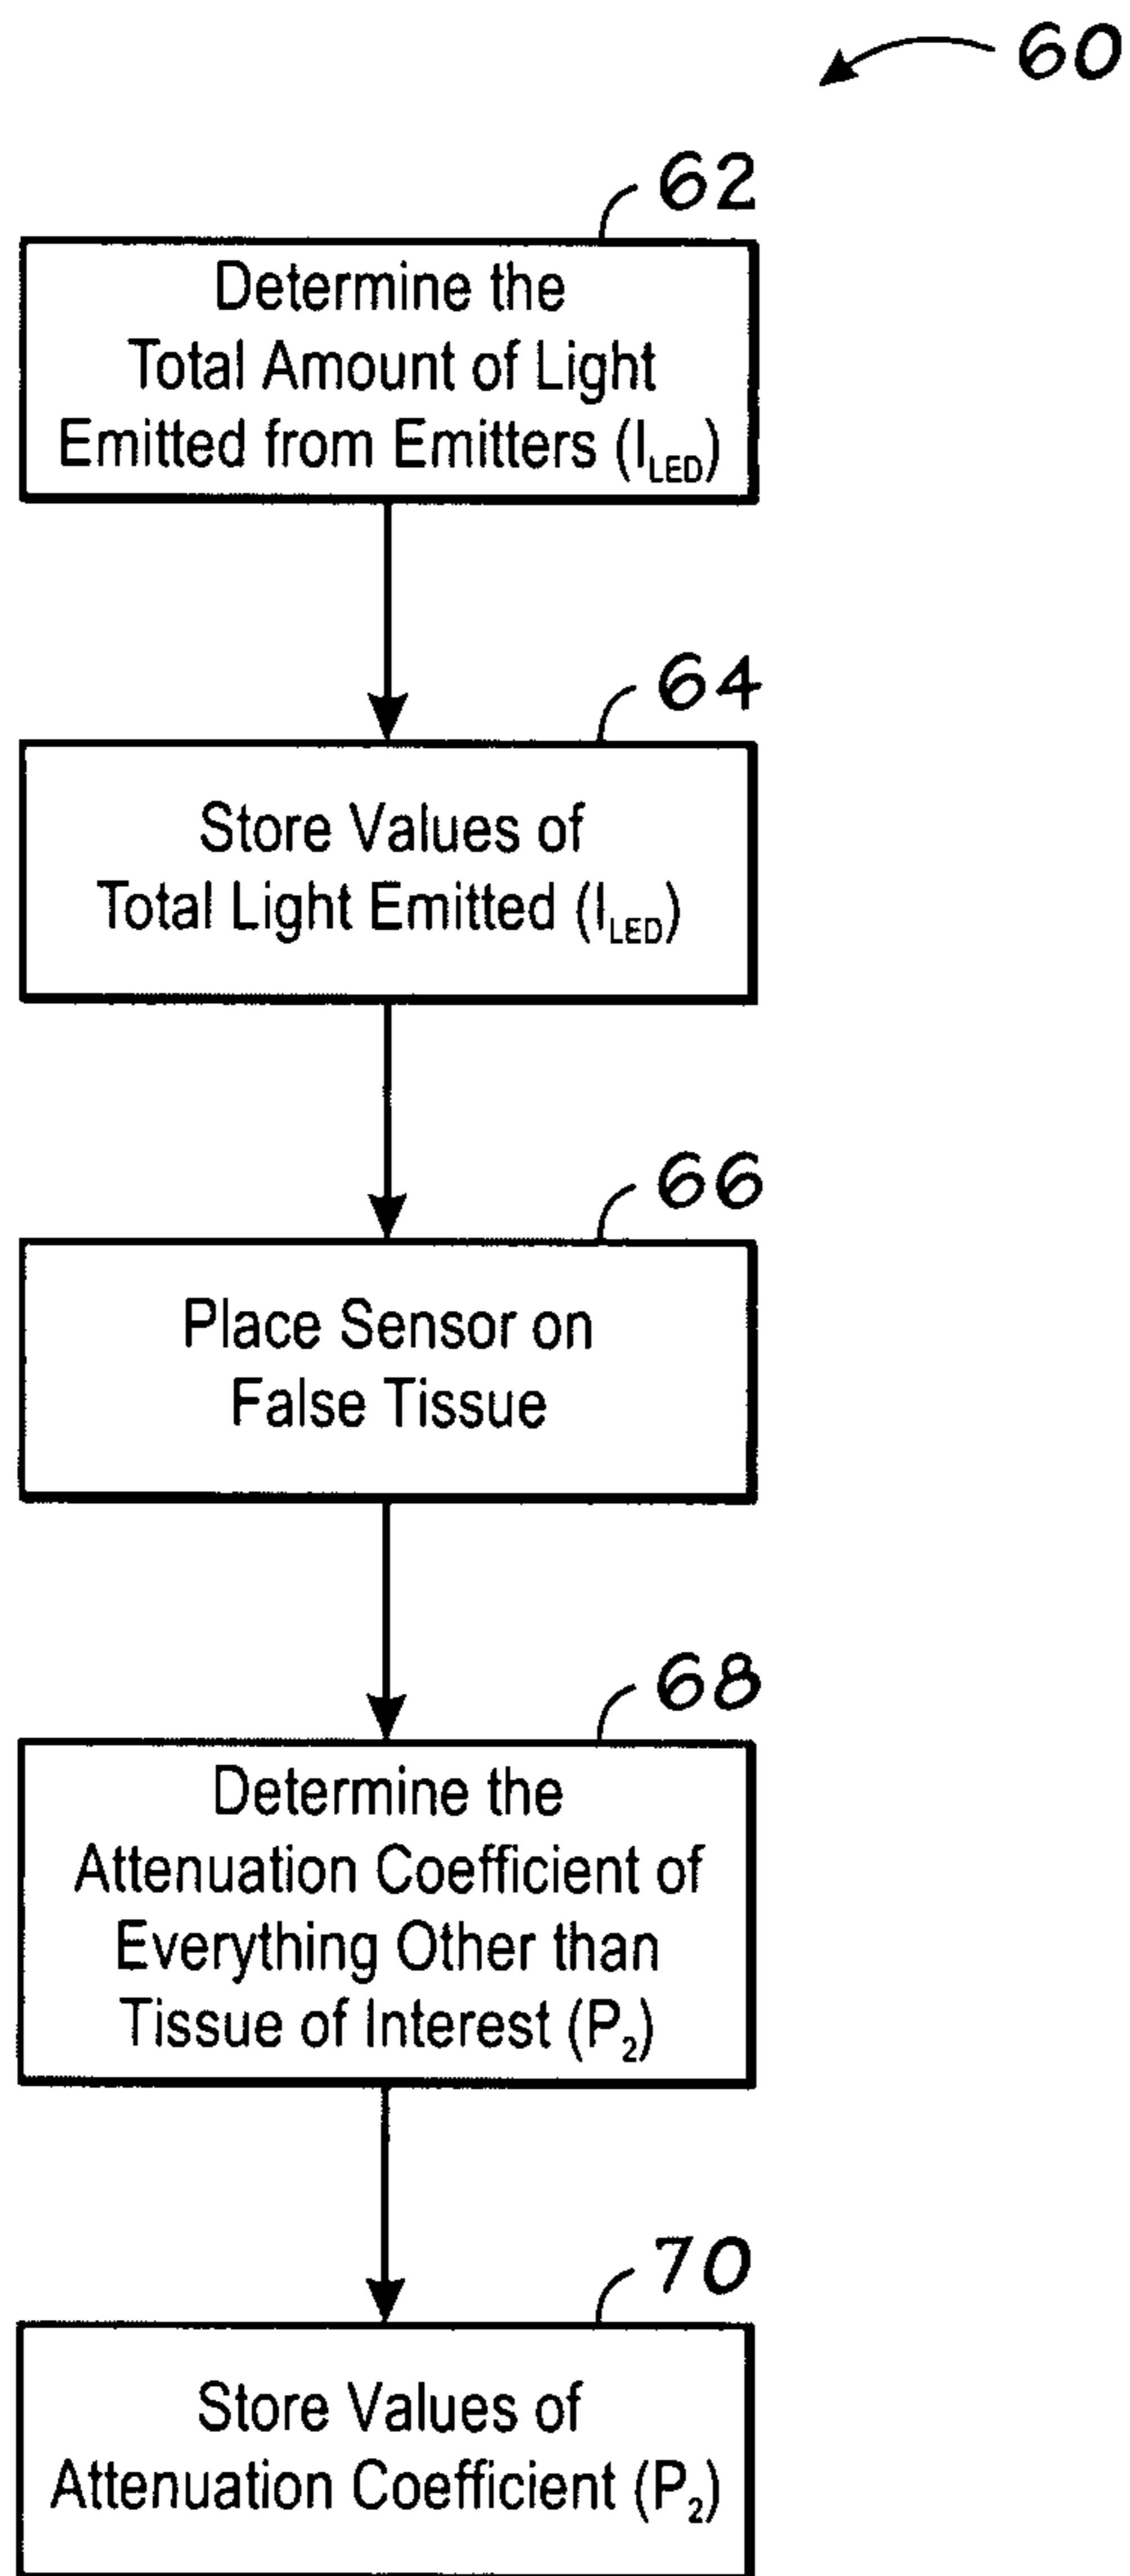 60
62
Determine the
Total Amount of Light
Emitted from Emitters (I_LED)
64
Store Values of
Total Light Emitted (I_LED)
66
Place Sensor on
False Tissue
68
Determine the
Attenuation Coefficient of
Everything Other than
Tissue of Interest (P₂)
70
Store Values of
Attenuation Coefficient (P₂)